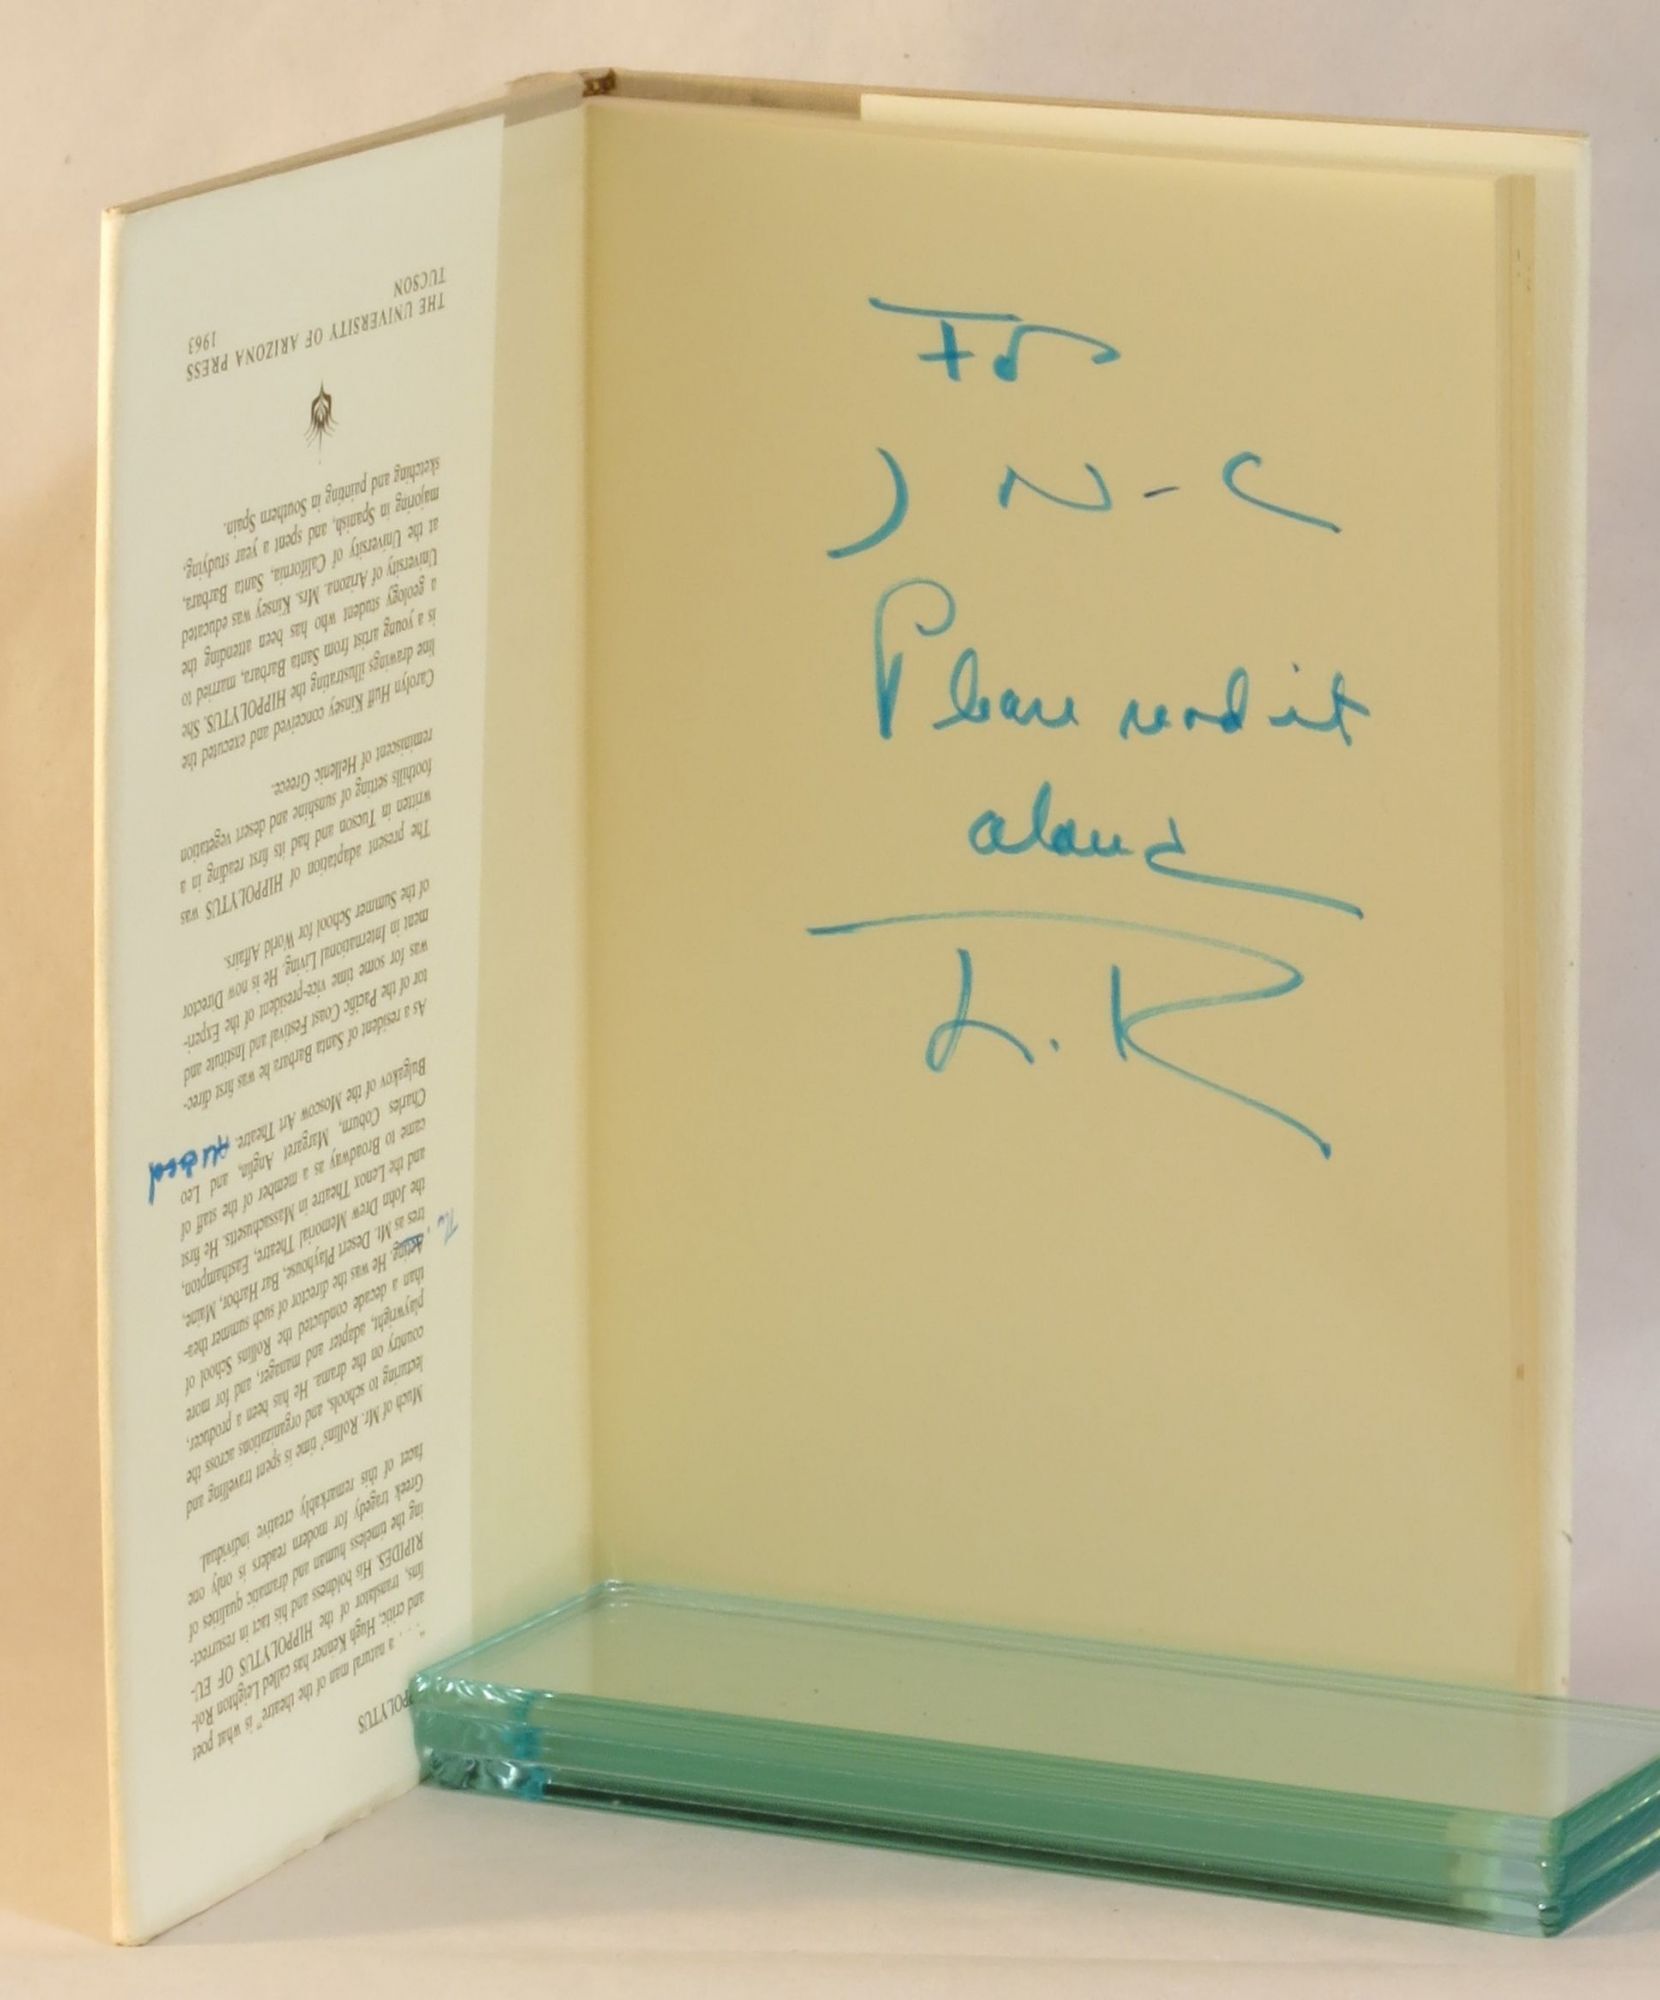 For
J N-C
Please read it
aloud
L. R
PPOLYTUS
“. . . a natural man of the theatre” is what poet
and critic, Hugh Kenner has called Leighton Rol-
lins, translator of the HIPPOLYTUS OF EU-
RIPIDES. His boldness and his tact in resurrect-
ing the timeless human and dramatic qualities of
Greek tragedy for modern readers is only one
facet of this remarkably creative individual.
Much of Mr. Rollins' time is spent travelling and
lecturing to schools, and organizations across the
country on the drama. He has been a producer,
playwright, adapter and manager, and for more
than a decade conducted the Rollins School of
Acting. He was the director of such summer thea-
tres as Mt. Desert Playhouse, Bar Harbor, Maine,
the John Drew Memorial Theatre, Easthampton,
and the Lenox Theatre in Massachusetts. He first
came to Broadway as a member of the staff of
Charles Coburn, Margaret Anglin, and Leo
Bulgakov of the Moscow Art Theatre.
As a resident of Santa Barbara he was first direc-
tor of the Pacific Coast Festival and Institute and
was for some time vice-president of the Experi-
ment in International Living. He is now Director
of the Summer School for World Affairs.
The present adaptation of HIPPOLYTUS was
written in Tucson and had its first reading in a
foothills setting of sunshine and desert vegetation
reminiscent of Hellenic Greece.
Carolyn Huff Kinsey conceived and executed the
line drawings illustrating the HIPPOLYTUS. She
is a young artist from Santa Barbara, married to
a geology student who has been attending the
University of Arizona. Mrs. Kinsey was educated
at the University of California, Santa Barbara,
majoring in Spanish, and spent a year studying,
sketching and painting in Southern Spain.
THE UNIVERSITY OF ARIZONA PRESS
TUCSON 1963